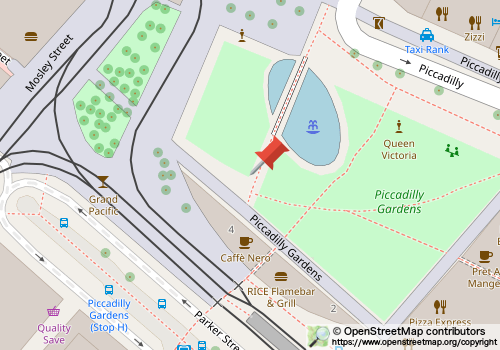 Zizzi
Taxi Rank
Mosley Street
Piccadilly
Piccadilly
Queen
Victoria
Piccadilly
Gardens
Grand
Pacific
4
Piccadilly Gardens
Caffè Nero
Pret A
Mange
RICE Flamebar
& Grill
Piccadilly
Gardens
(Stop H)
2
Parker Stre
Pizza Express
Quality
Save
© OpenStreetMap contributors
https://www.openstreetmap.org/copyright